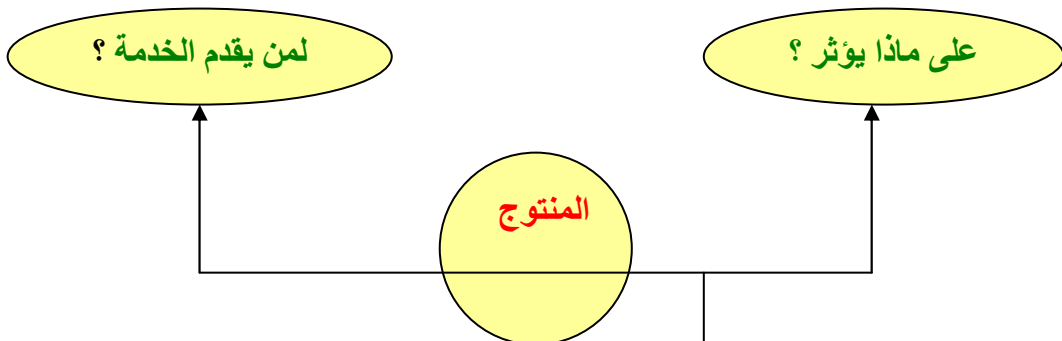 على ماذا يؤثر ؟
لمن يقدم الخدمة ؟
المنتوج